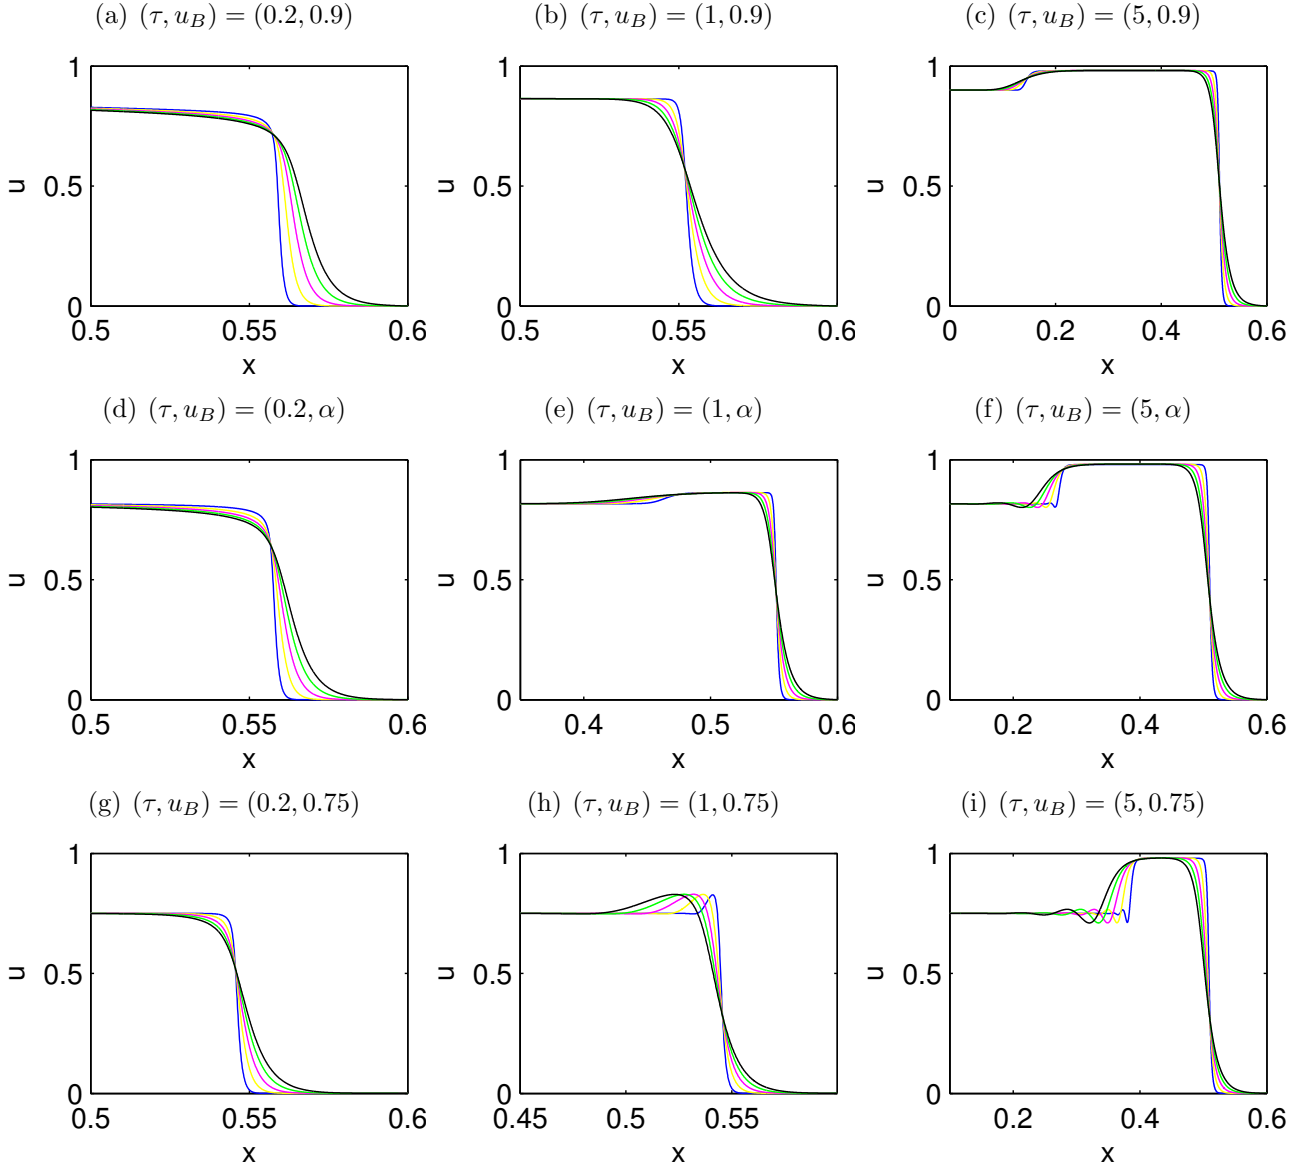 (a) (τ, u_B) = (0.2, 0.9)
(b) (τ, u_B) = (1, 0.9)
(c) (τ, u_B) = (5, 0.9)
1
0.5
0
u
0.5 0.55 0.6
x
1
0.5
0
u
0.5 0.55 0.6
x
1
0.5
0
u
0 0.2 0.4 0.6
x
(d) (τ, u_B) = (0.2, α)
(e) (τ, u_B) = (1, α)
(f) (τ, u_B) = (5, α)
1
0.5
0
u
0.5 0.55 0.6
x
1
0.5
0
u
0.4 0.5 0.6
x
1
0.5
0
u
0.2 0.4 0.6
x
(g) (τ, u_B) = (0.2, 0.75)
(h) (τ, u_B) = (1, 0.75)
(i) (τ, u_B) = (5, 0.75)
1
0.5
0
u
0.5 0.55 0.6
x
1
0.5
0
u
0.45 0.5 0.55
x
1
0.5
0
u
0.2 0.4 0.6
x